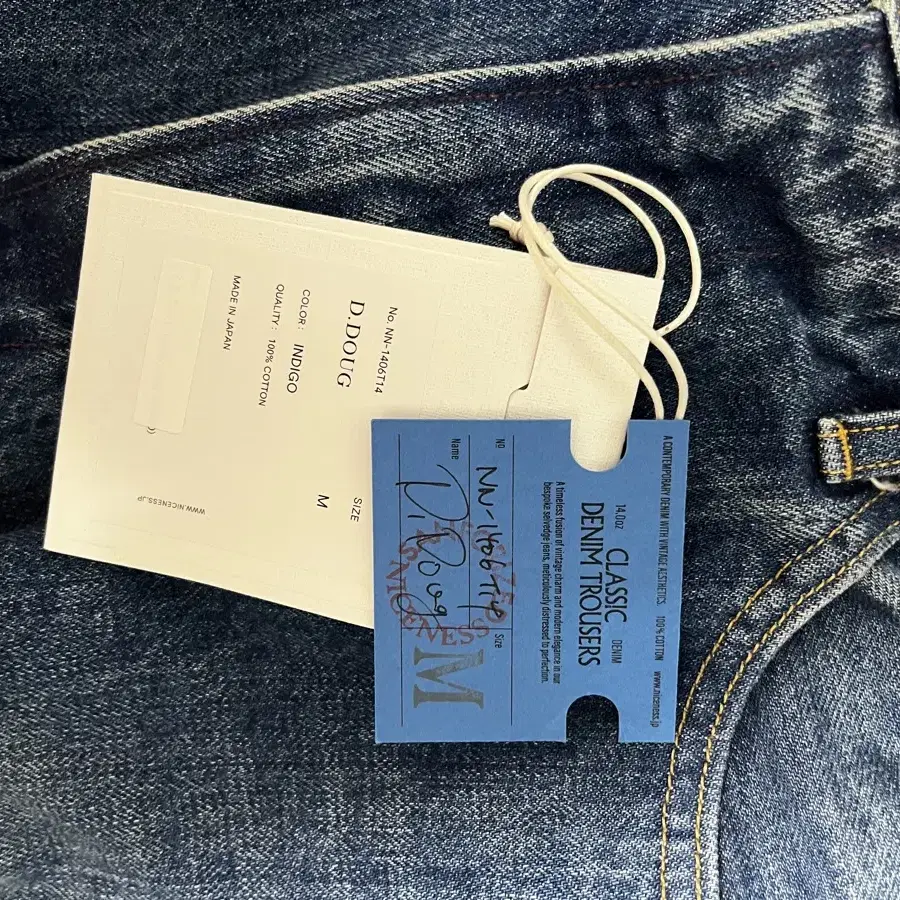 No. NN-1406T14
D.DOUG
COLOR : INDIGO
QUALITY : 100% COTTON
MADE IN JAPAN
SIZE
M
WWW.NICENESS.JP
A CONTEMPORARY DENIM WITH VINTAGE AESTHETICS. 100% COTTON www.niceness.jp
14.0oz CLASSIC DENIM
DENIM TROUSERS
A timeless fusion of vintage charm and modern elegance in our
bespoke selvedge jeans, meticulously distressed to perfection.
Nº NN-1406T14
Size
M
Name D.Doug
NICENESS